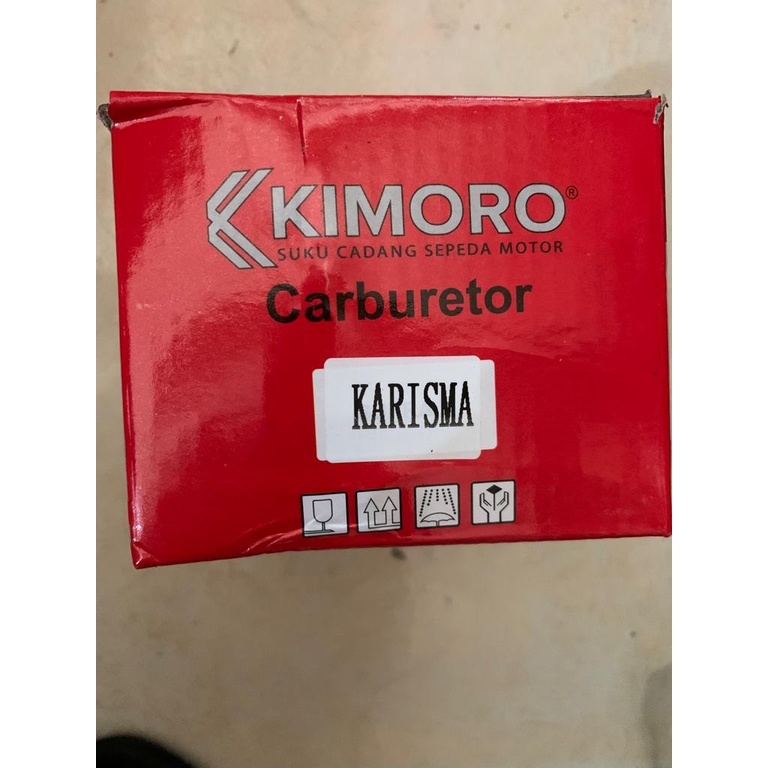 KIMORO®
SUKU CADANG SEPEDA MOTOR
Carburetor
KARISMA